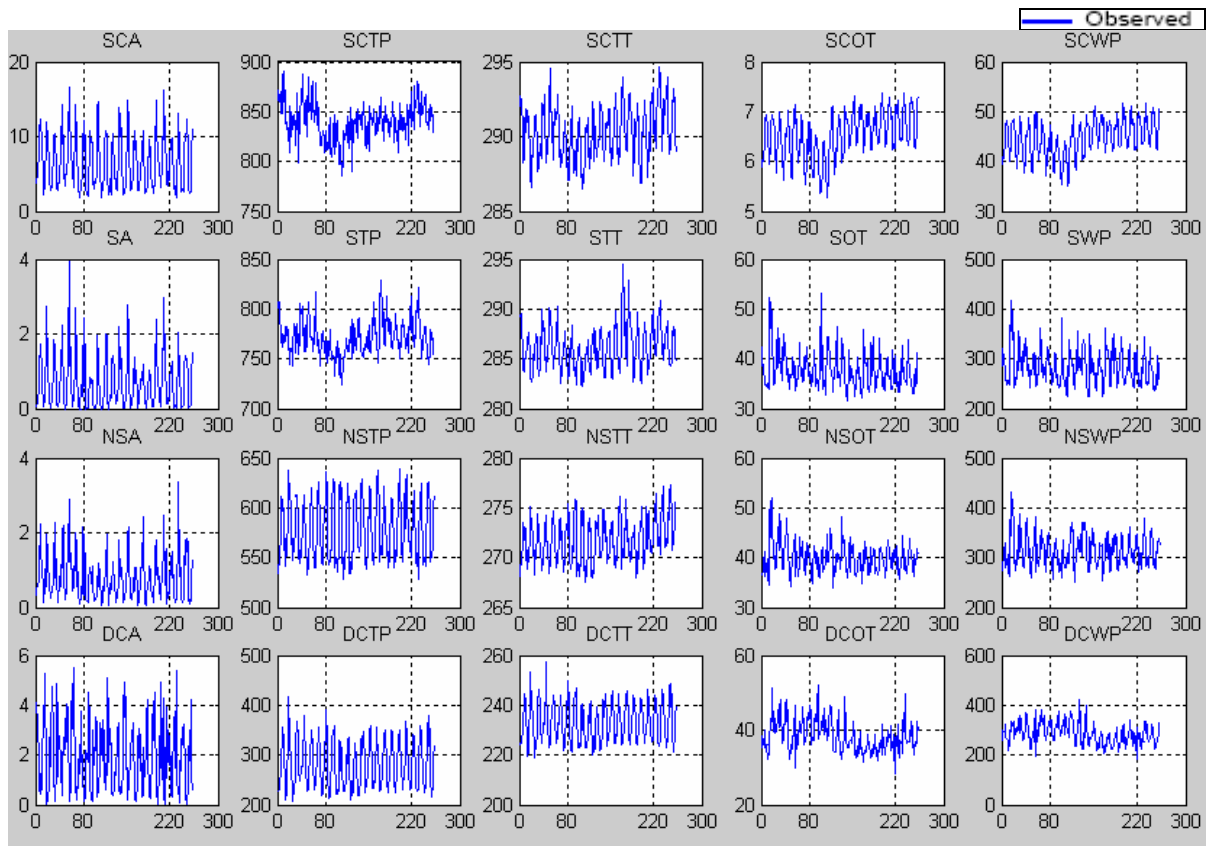 Observed
SCA SCTP SCTT SCOT SCWP
20 900 295 8 60
850 7 50
10 290
800 6 40
0 750 285 5 30
0 80 220 300 0 80 220 300 0 80 220 300 0 80 220 300 0 80 220 300
SA STP STT SOT SWP
4 850 295 60 500
800 290 50 400
2
750 285 40 300
0 700 280 30 200
0 80 220 300 0 80 220 300 0 80 220 300 0 80 220 300 0 80 220 300
NSA NSTP NSTT NSOT NSWP
4 650 280 60 500
600 275 50 400
2
550 270 40 300
0 500 265 30 200
0 80 220 300 0 80 220 300 0 80 220 300 0 80 220 300 0 80 220 300
DCA DCTP DCTT DCOT DCWP
6 500 260 60 600
4 400 240 400
40
2 300 220 200
0 200 200 20 0
0 80 220 300 0 80 220 300 0 80 220 300 0 80 220 300 0 80 220 300